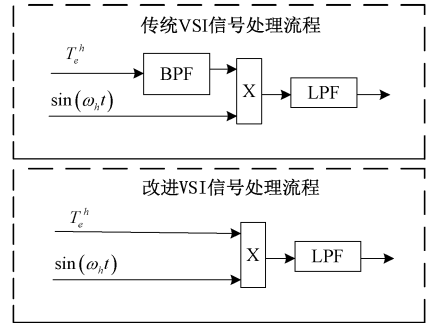 传统VSI信号处理流程
T_e^h
BPF
sin(ω_h t)
X
LPF
改进VSI信号处理流程
T_e^h
sin(ω_h t)
X
LPF